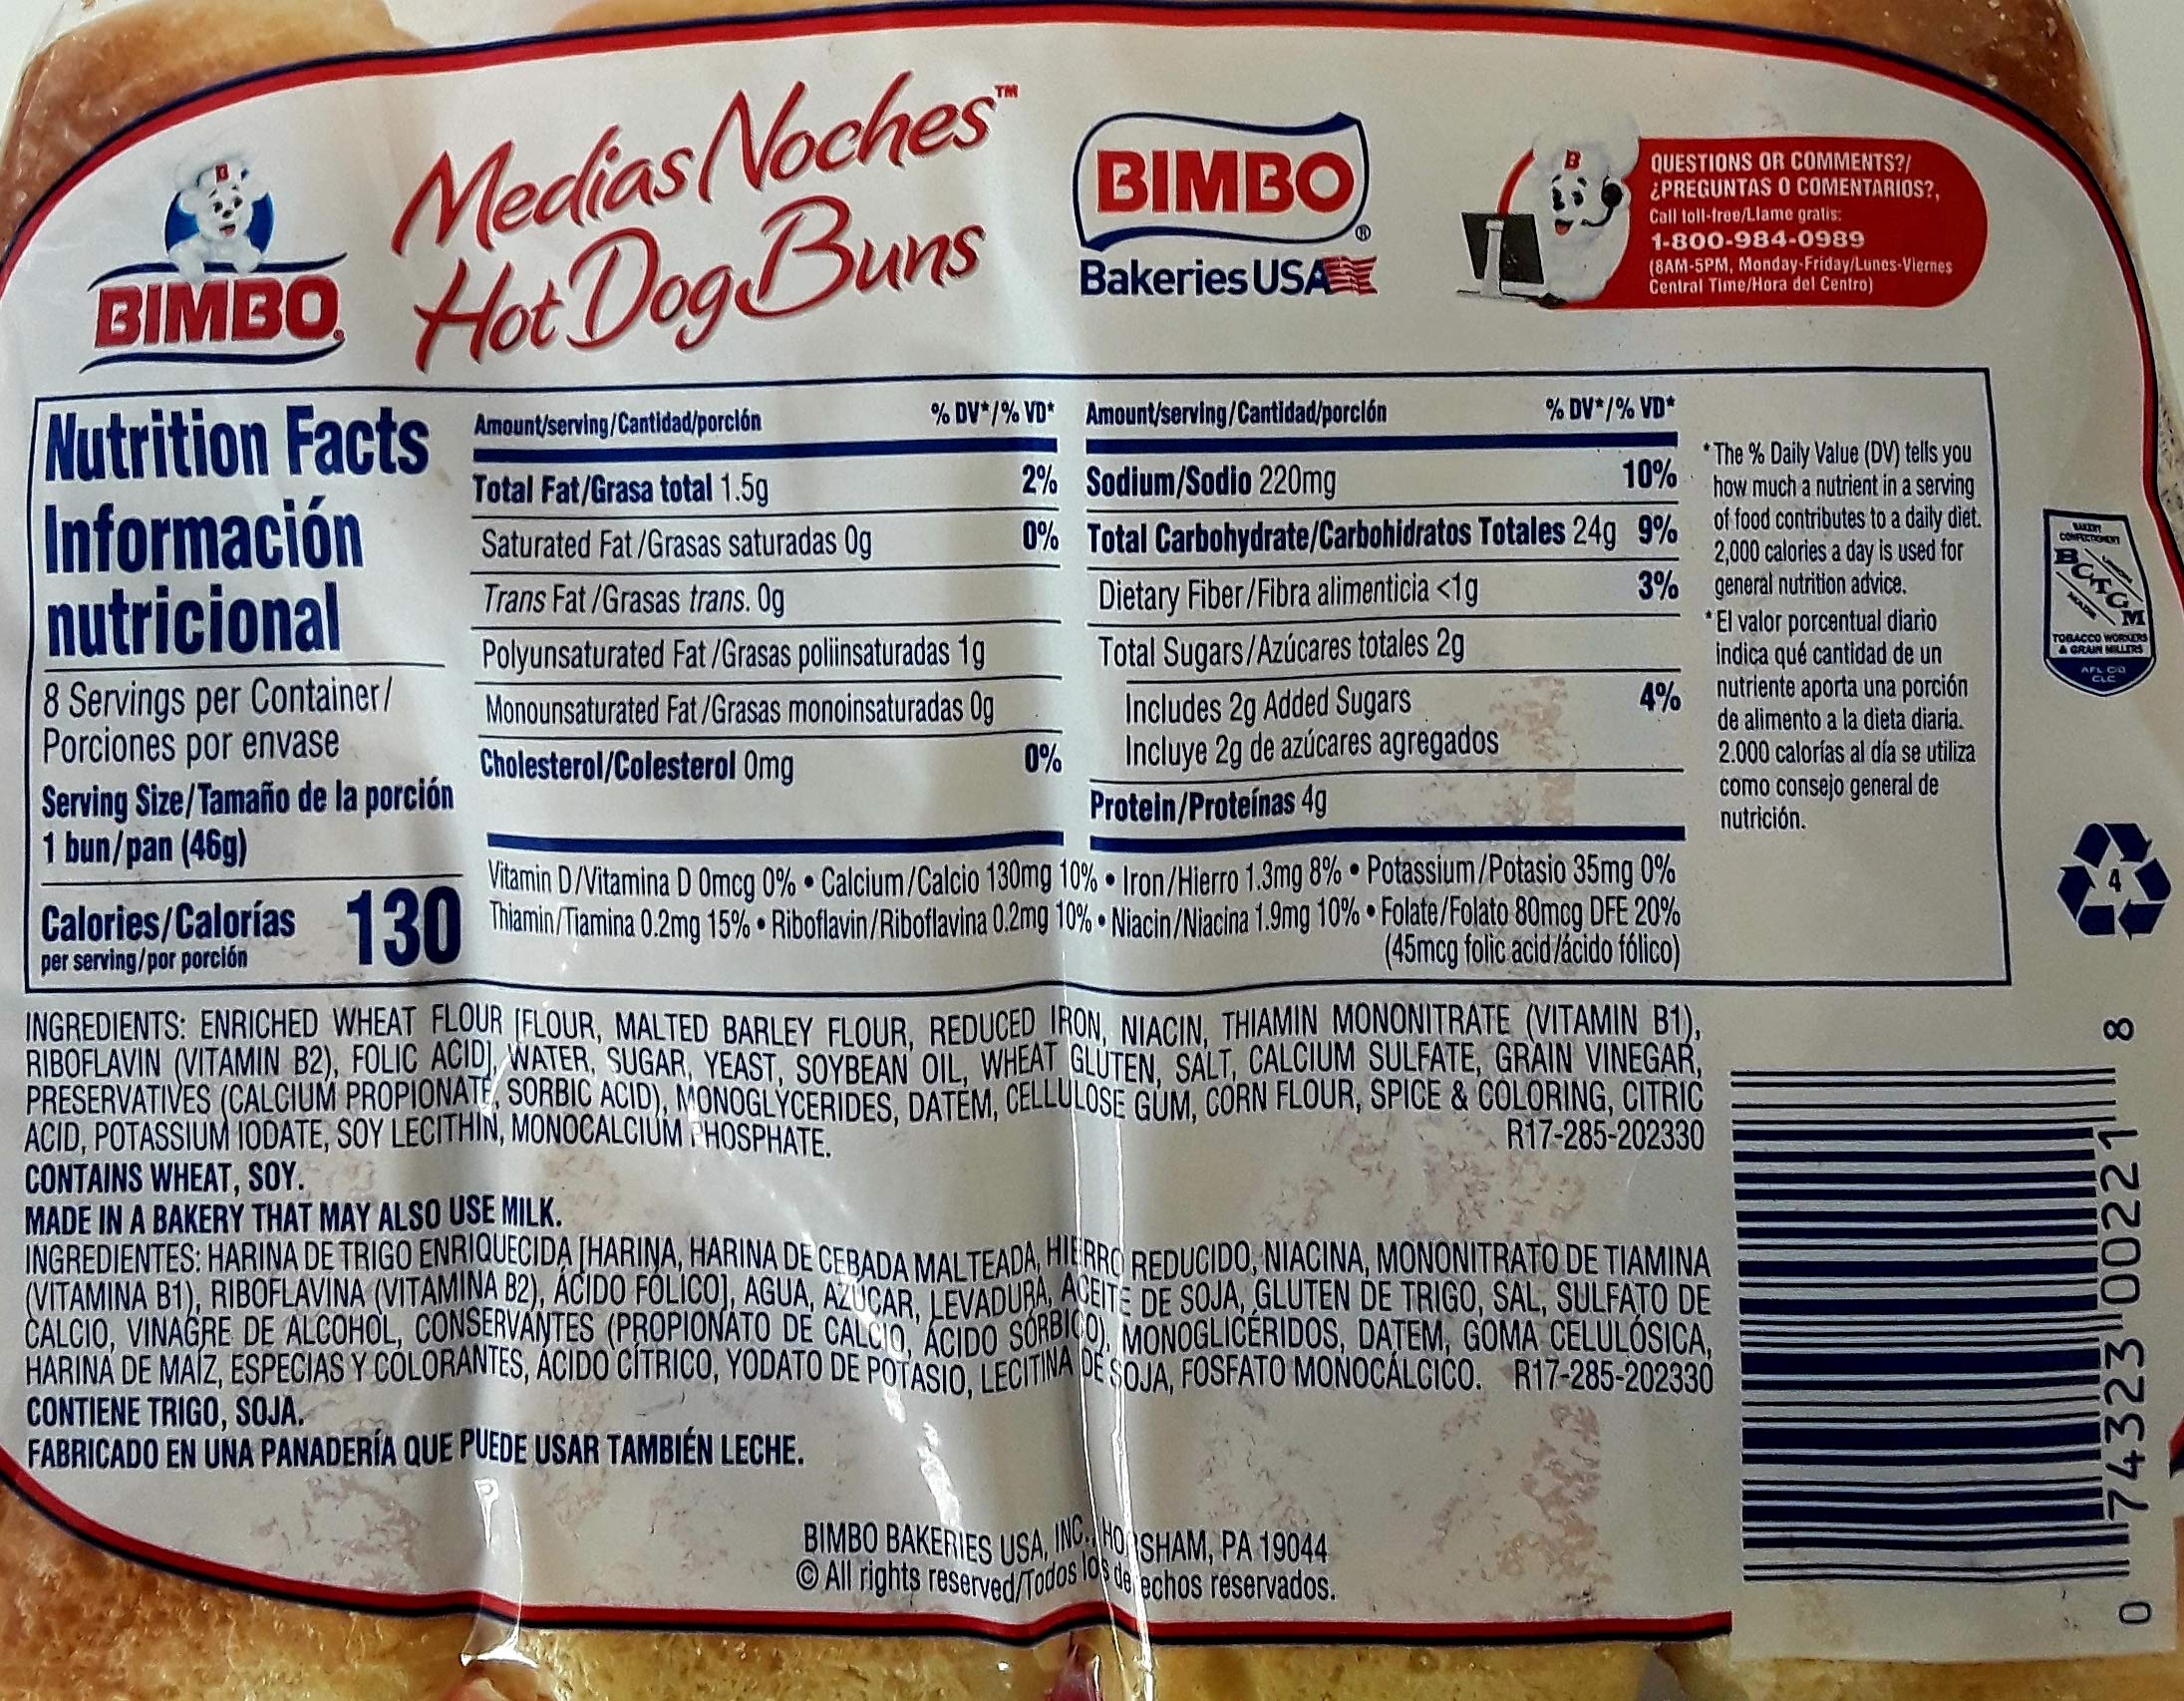 BIMBO®
Medias Noches™
Hot Dog Buns
BIMBO®
Bakeries USA
QUESTIONS OR COMMENTS?/
¿PREGUNTAS O COMENTARIOS?,
Call toll-free/Llame gratis:
1-800-984-0989
(8AM-5PM, Monday-Friday/Lunes-Viernes
Central Time/Hora del Centro)
Nutrition Facts
Información
nutricional
8 Servings per Container/
Porciones por envase
Serving Size/Tamaño de la porción
1 bun/pan (46g)
Calories/Calorías 130
per serving/por porción
Amount/serving/Cantidad/porción % DV*/% VD*
Total Fat/Grasa total 1.5g 2%
Saturated Fat/Grasas saturadas 0g 0%
Trans Fat/Grasas trans. 0g
Polyunsaturated Fat/Grasas poliinsaturadas 1g
Monounsaturated Fat/Grasas monoinsaturadas 0g
Cholesterol/Colesterol 0mg 0%
Amount/serving/Cantidad/porción % DV*/% VD*
Sodium/Sodio 220mg 10%
Total Carbohydrate/Carbohidratos Totales 24g 9%
Dietary Fiber/Fibra alimenticia <1g 3%
Total Sugars/Azúcares totales 2g
Includes 2g Added Sugars 4%
Incluye 2g de azúcares agregados
Protein/Proteínas 4g
Vitamin D/Vitamina D 0mcg 0% • Calcium/Calcio 130mg 10% • Iron/Hierro 1.3mg 8% • Potassium/Potasio 35mg 0%
Thiamin/Tiamina 0.2mg 15% • Riboflavin/Riboflavina 0.2mg 10% • Niacin/Niacina 1.9mg 10% • Folate/Folato 80mcg DFE 20%
(45mcg folic acid/ácido fólico)
*The % Daily Value (DV) tells you
how much a nutrient in a serving
of food contributes to a daily diet.
2,000 calories a day is used for
general nutrition advice.
*El valor porcentual diario
indica qué cantidad de un
nutriente aporta una porción
de alimento a la dieta diaria.
2.000 calorías al día se utiliza
como consejo general de
nutrición.
BAKERY
CONFECTIONERY
BCTGM
MADE
TOBACCO WORKERS
& GRAIN MILLERS
AFL CIO
CLC
4
INGREDIENTS: ENRICHED WHEAT FLOUR [FLOUR, MALTED BARLEY FLOUR, REDUCED IRON, NIACIN, THIAMIN MONONITRATE (VITAMIN B1),
RIBOFLAVIN (VITAMIN B2), FOLIC ACID], WATER, SUGAR, YEAST, SOYBEAN OIL, WHEAT GLUTEN, SALT, CALCIUM SULFATE, GRAIN VINEGAR,
PRESERVATIVES (CALCIUM PROPIONATE, SORBIC ACID), MONOGLYCERIDES, DATEM, CELLULOSE GUM, CORN FLOUR, SPICE & COLORING, CITRIC
ACID, POTASSIUM IODATE, SOY LECITHIN, MONOCALCIUM PHOSPHATE. R17-285-202330
CONTAINS WHEAT, SOY.
MADE IN A BAKERY THAT MAY ALSO USE MILK.
INGREDIENTES: HARINA DE TRIGO ENRIQUECIDA [HARINA, HARINA DE CEBADA MALTEADA, HIERRO REDUCIDO, NIACINA, MONONITRATO DE TIAMINA
(VITAMINA B1), RIBOFLAVINA (VITAMINA B2), ÁCIDO FÓLICO], AGUA, AZÚCAR, LEVADURA, ACEITE DE SOJA, GLUTEN DE TRIGO, SAL, SULFATO DE
CALCIO, VINAGRE DE ALCOHOL, CONSERVANTES (PROPIONATO DE CALCIO, ÁCIDO SÓRBICO), MONOGLICÉRIDOS, DATEM, GOMA CELULÓSICA,
HARINA DE MAÍZ, ESPECIAS Y COLORANTES, ÁCIDO CÍTRICO, YODATO DE POTASIO, LECITINA DE SOJA, FOSFATO MONOCÁLCICO. R17-285-202330
CONTIENE TRIGO, SOJA.
FABRICADO EN UNA PANADERÍA QUE PUEDE USAR TAMBIÉN LECHE.
BIMBO BAKERIES USA, INC., HORSHAM, PA 19044
© All rights reserved/Todos los derechos reservados.
0 74323 00221 8